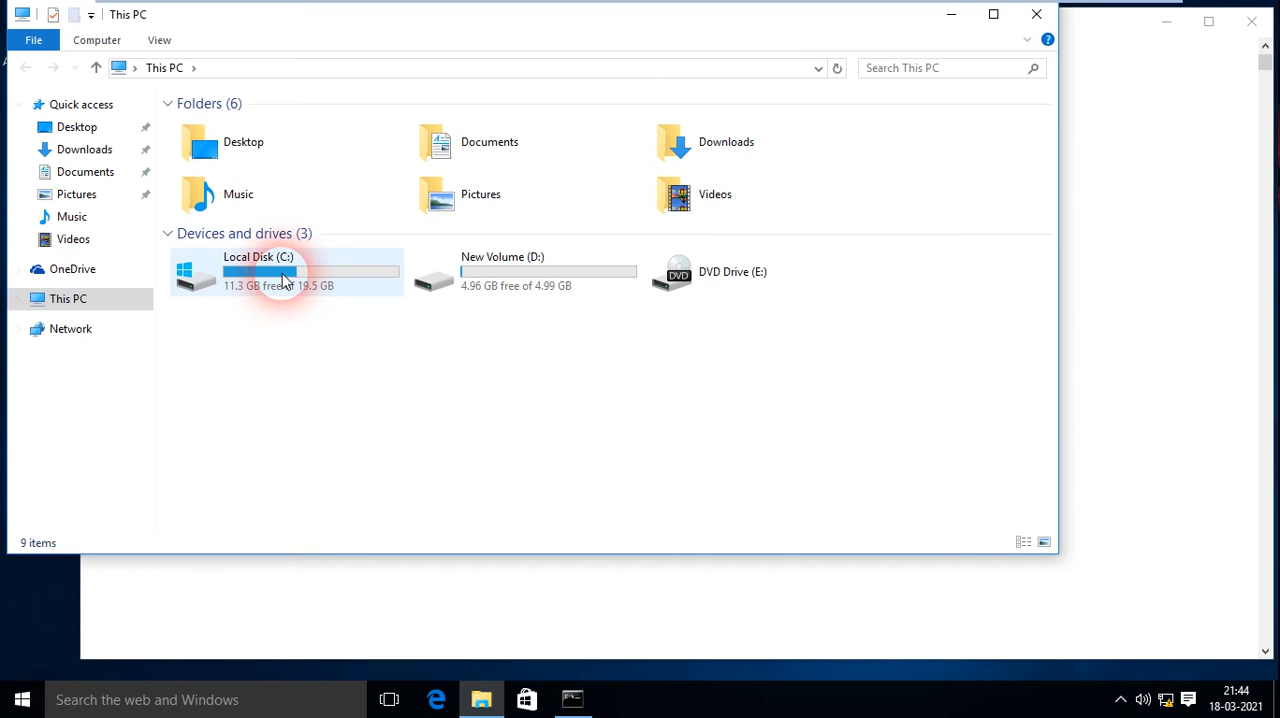 This PC
File Computer View
This PC
Search This PC
Quick access
Desktop
Downloads
Documents
Pictures
Music
Videos
OneDrive
This PC
Network
Folders (6)
Desktop
Documents
Downloads
Music
Pictures
Videos
Devices and drives (3)
Local Disk (C:)
11.3 GB free of 19.5 GB
New Volume (D:)
4.96 GB free of 4.99 GB
DVD
DVD Drive (E:)
9 items
Search the web and Windows
21:44
18-03-2021